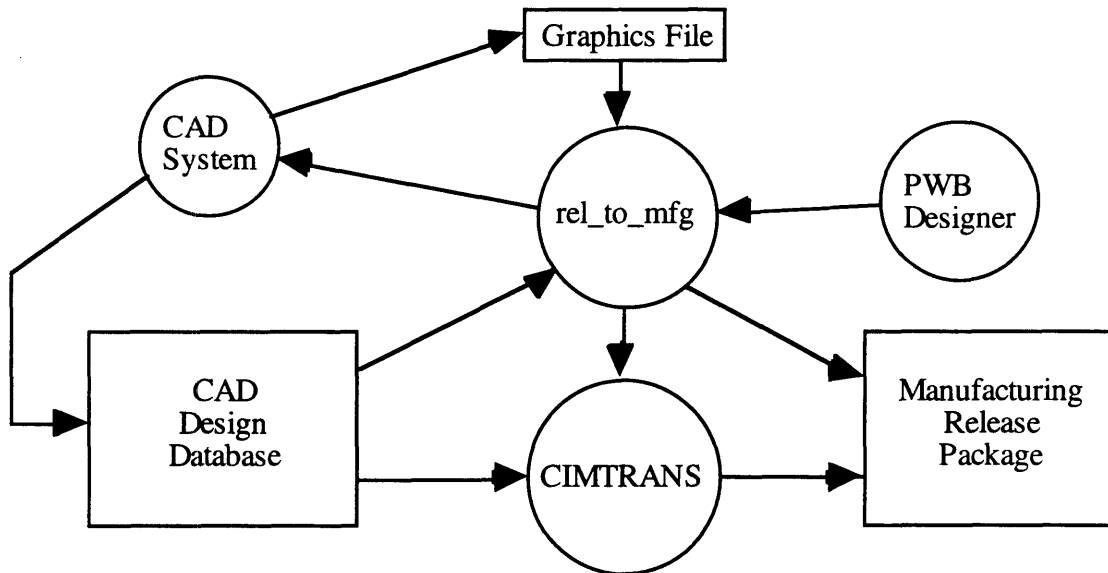 Graphics File
CAD
System
rel_to_mfg
PWB
Designer
CAD
Design
Database
CIMTRANS
Manufacturing
Release
Package